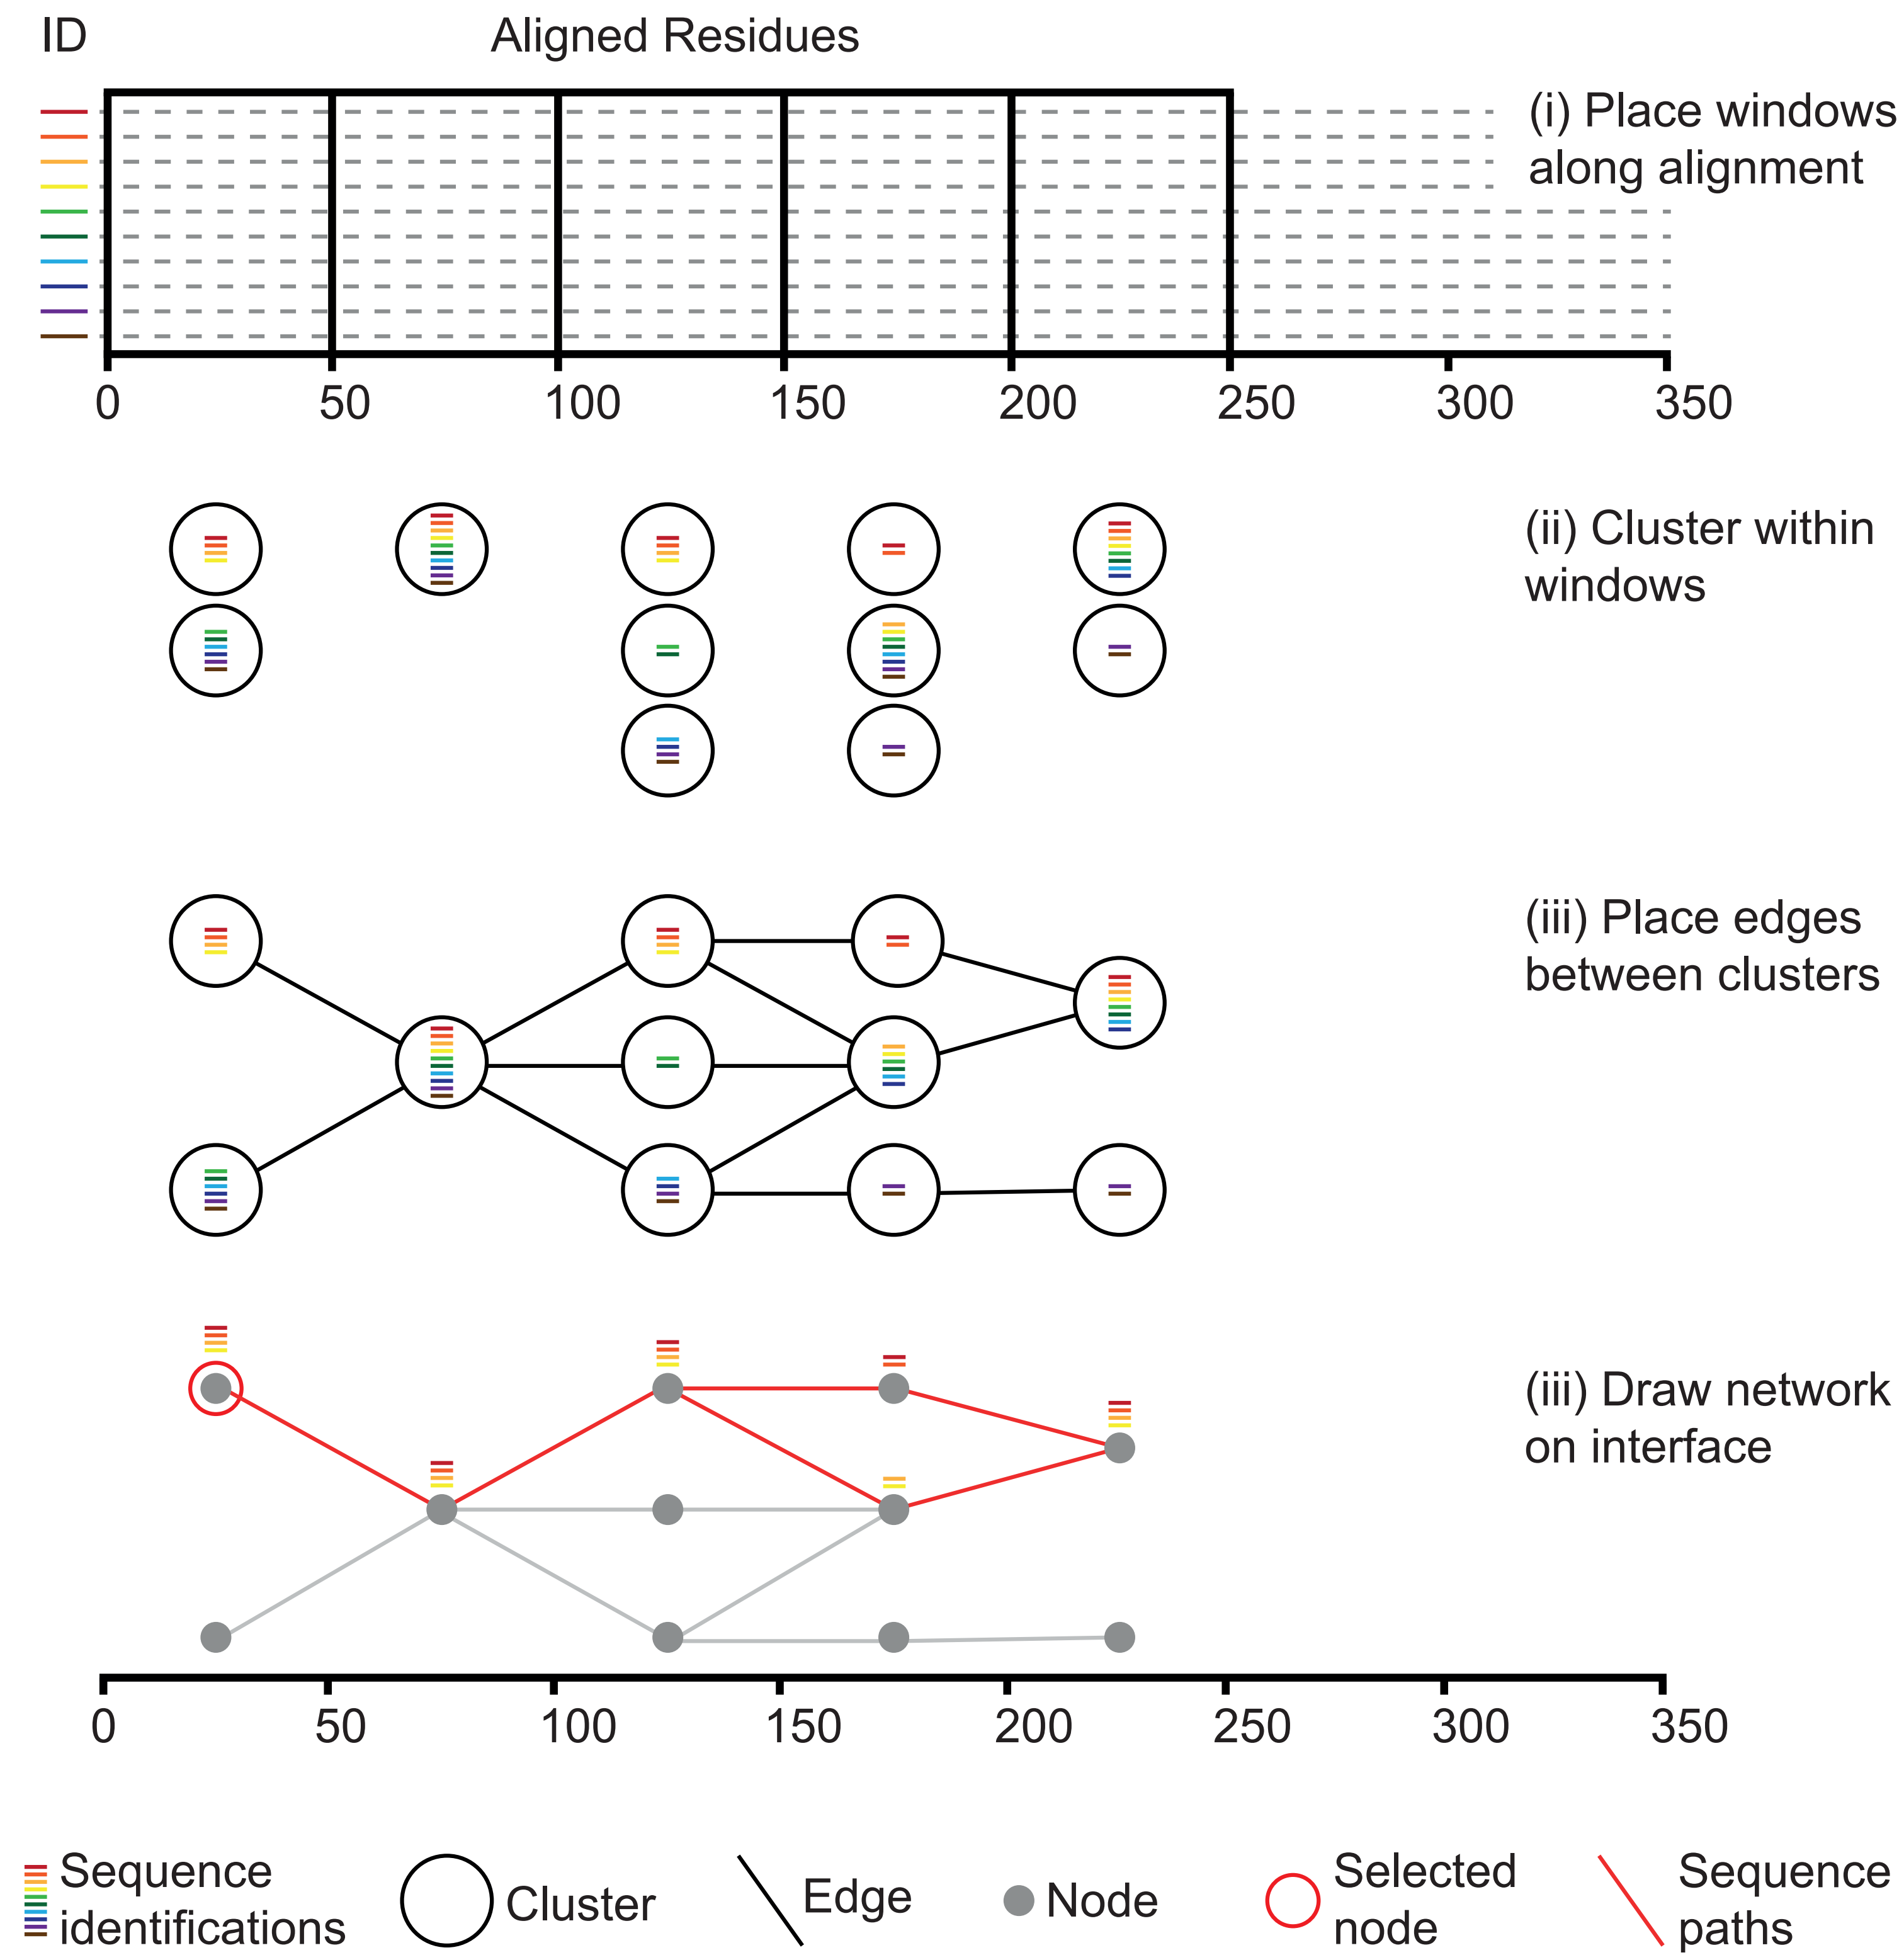 ID
Aligned Residues
(i) Place windows
along alignment
0 50 100 150 200 250 300 350
(ii) Cluster within
windows
(iii) Place edges
between clusters
(iii) Draw network
on interface
0 50 100 150 200 250 300 350
Sequence
identifications
Cluster
Edge
Node
Selected
node
Sequence
paths